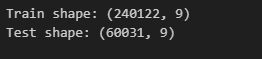 Train shape: (240122, 9)
Test shape: (60031, 9)